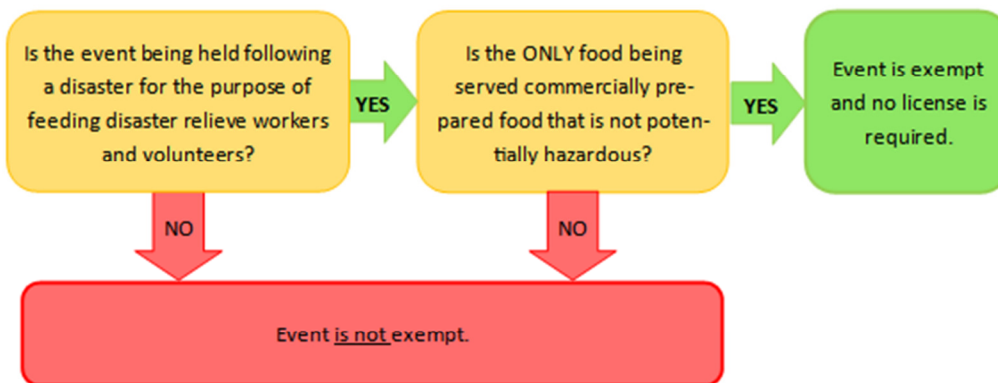 Is the event being held following
a disaster for the purpose of
feeding disaster relieve workers
and volunteers?
YES
Is the ONLY food being
served commercially pre-
pared food that is not poten-
tially hazardous?
YES
Event is exempt
and no license is
required.
NO
NO
Event is not exempt.